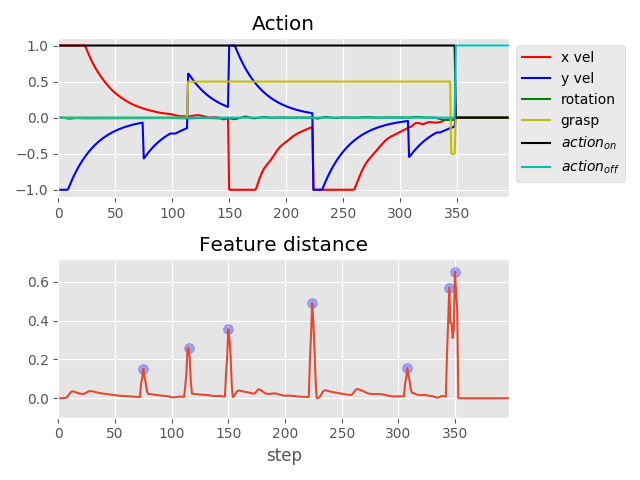 Action
1.0
0.5
0.0
−0.5
−1.0
0 50 100 150 200 250 300 350
x vel
y vel
rotation
grasp
action_on
action_off
Feature distance
0.6
0.4
0.2
0.0
0 50 100 150 200 250 300 350
step